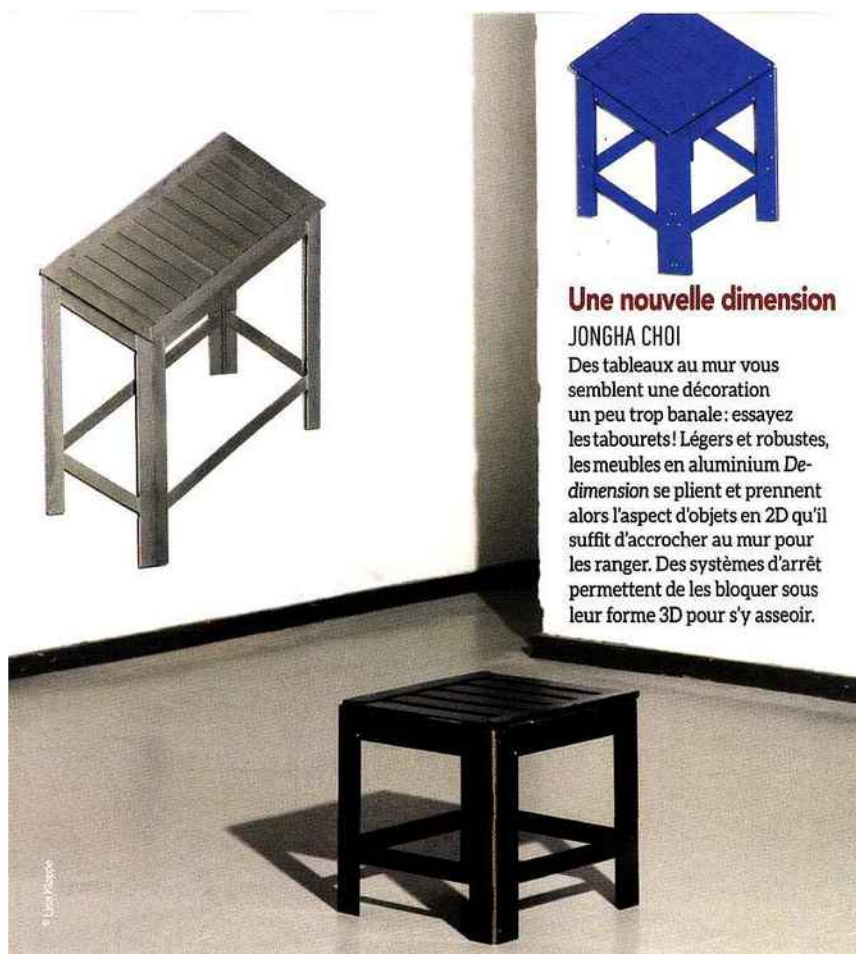 Une nouvelle dimension
JONGHA CHOI
Des tableaux au mur vous
semblent une décoration
un peu trop banale: essayez
les tabourets! Légers et robustes,
les meubles en aluminium De-
dimension se plient et prennent
alors l'aspect d'objets en 2D qu'il
suffit d'accrocher au mur pour
les ranger. Des systèmes d'arrêt
permettent de les bloquer sous
leur forme 3D pour s'y asseoir.
© Lisa Klappe